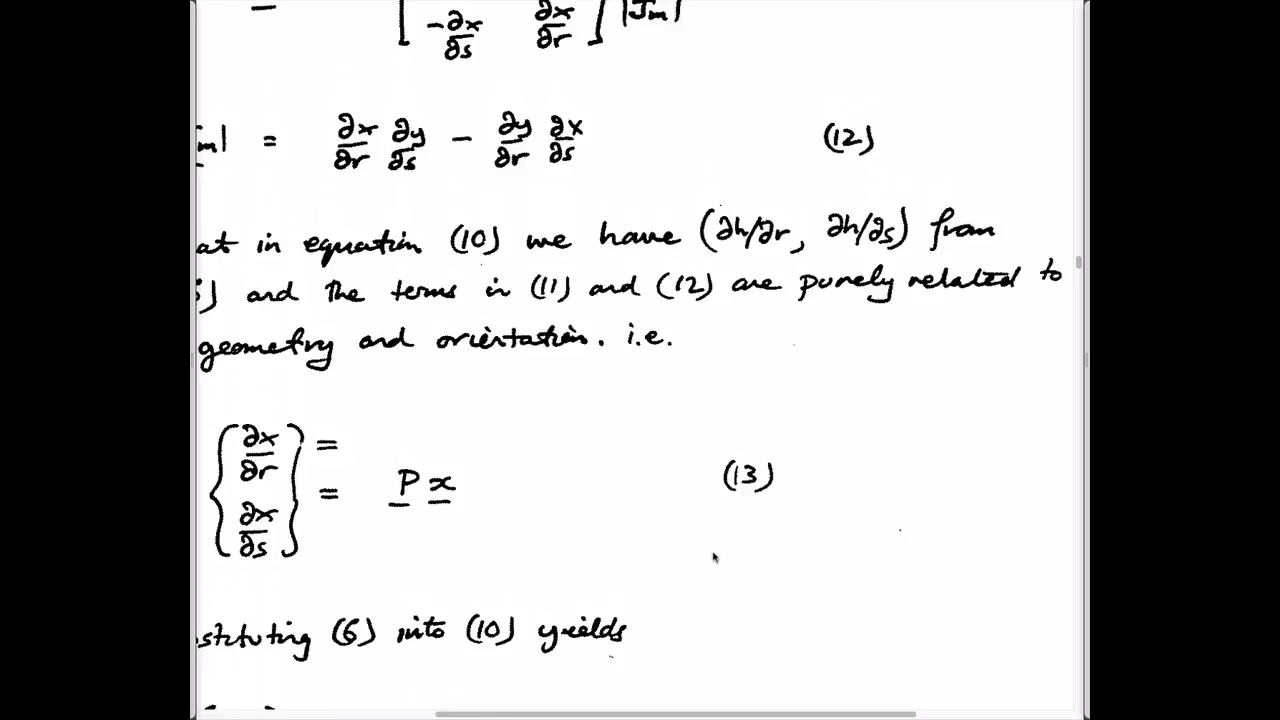 [ -∂x/∂s ∂x/∂r ] |Jm|
m| = ∂x/∂r ∂y/∂s − ∂y/∂r ∂x/∂s (12)
at in equation (10) we have (∂h/∂r, ∂h/∂s) from
) and the terms in (11) and (12) are purely related to
geometry and orientation. i.e.
{ ∂x/∂r ∂x/∂s } = = P x (13)
stituting (6) into (10) yields